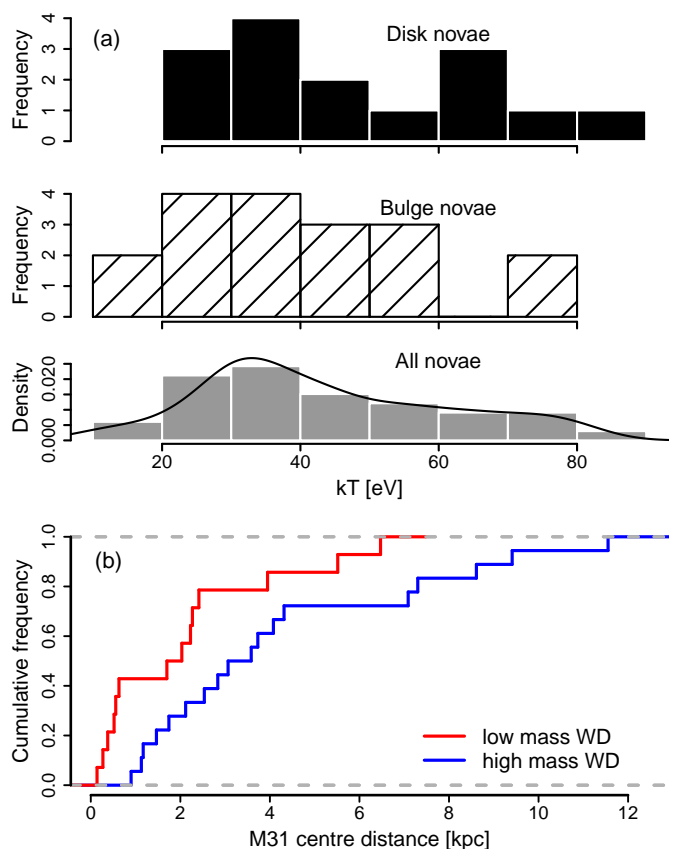 (a)
Disk novae
Frequency
0 1 2 3 4
Bulge novae
Frequency
0 1 2 3 4
All novae
Density
0.000 0.020
20 40 60 80
kT [eV]
(b)
Cumulative frequency
0.0 0.2 0.4 0.6 0.8 1.0
low mass WD
high mass WD
0 2 4 6 8 10 12
M31 centre distance [kpc]